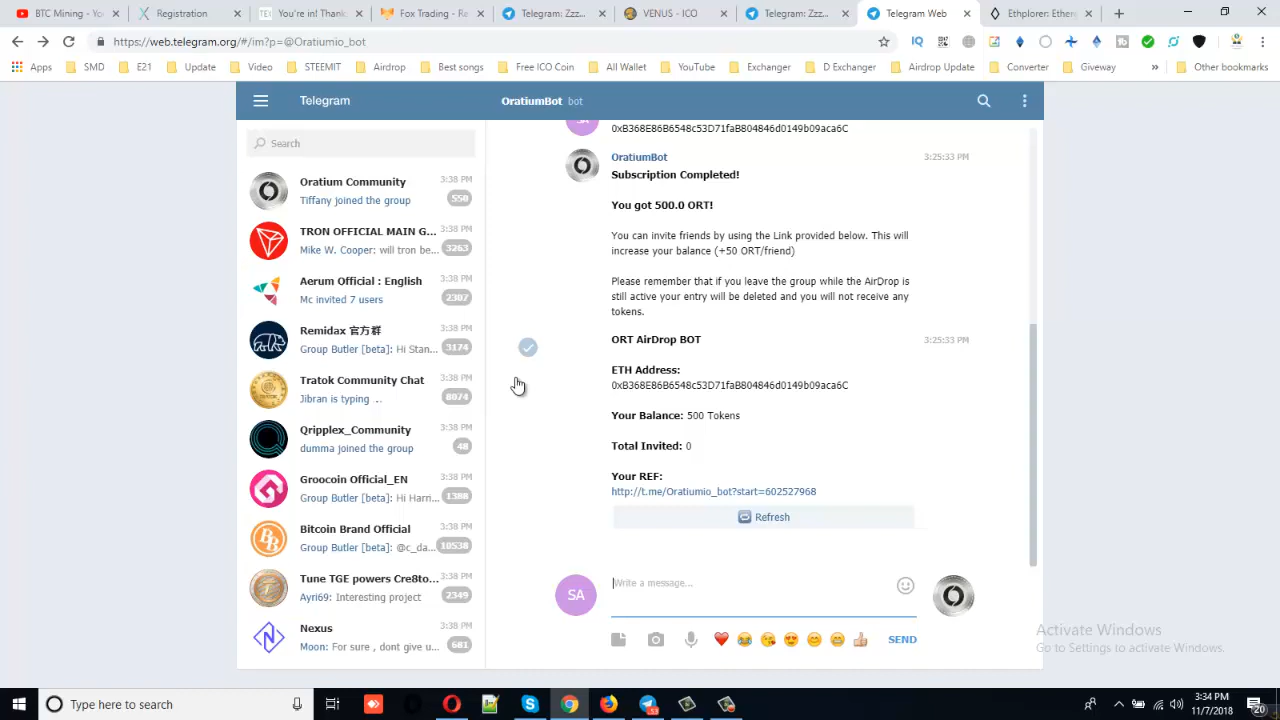 BTC Mining -
Registration
Telegram: Zzz
Fox Trading - Re
Telegram: Zzz
VENUS - ICO
Telegram: Zzz
Telegram Web
Ethplorer: Ether
https://web.telegram.org/#/im?p=@Oratiumio_bot
Apps SMD E21 Update Video STEEMIT Airdrop Best songs Free ICO Coin All Wallet YouTube Exchanger D Exchanger Airdrop Update Converter Giveway » Other bookmarks
Telegram
OratiumBot bot
Search
Oratium Community 3:38 PM
Tiffany joined the group 550
TRON OFFICIAL MAIN G... 3:38 PM
Mike W. Cooper: will tron be... 3263
Aerum Official : English 3:38 PM
Mc invited 7 users 2307
Remidax 官方群 3:38 PM
Group Butler [beta]: Hi Stan... 3174
Tratok Community Chat 3:38 PM
Jibran is typing ... 8074
Qripplex_Community 3:38 PM
dumma joined the group 48
Groocoin Official_EN 3:38 PM
Group Butler [beta]: Hi Harri... 1388
Bitcoin Brand Official 3:38 PM
Group Butler [beta]: @c_da... 10538
Tune TGE powers Cre8to... 3:38 PM
Ayri69: Interesting project 2349
Nexus 3:38 PM
Moon: For sure , dont give u... 681
SA
0xB368E86B6548c53D71faB804846d0149b09aca6C
OratiumBot 3:25:33 PM
Subscription Completed!
You got 500.0 ORT!
You can invite friends by using the Link provided below. This will
increase your balance (+50 ORT/friend)
Please remember that if you leave the group while the AirDrop is
still active your entry will be deleted and you will not receive any
tokens.
ORT AirDrop BOT 3:25:33 PM
ETH Address:
0xB368E86B6548c53D71faB804846d0149b09aca6C
Your Balance: 500 Tokens
Total Invited: 0
Your REF:
http://t.me/Oratiumio_bot?start=602527968
Refresh
SA
Write a message...
SEND
Activate Windows
Go to Settings to activate Windows.
Type here to search
3:34 PM
11/7/2018
20